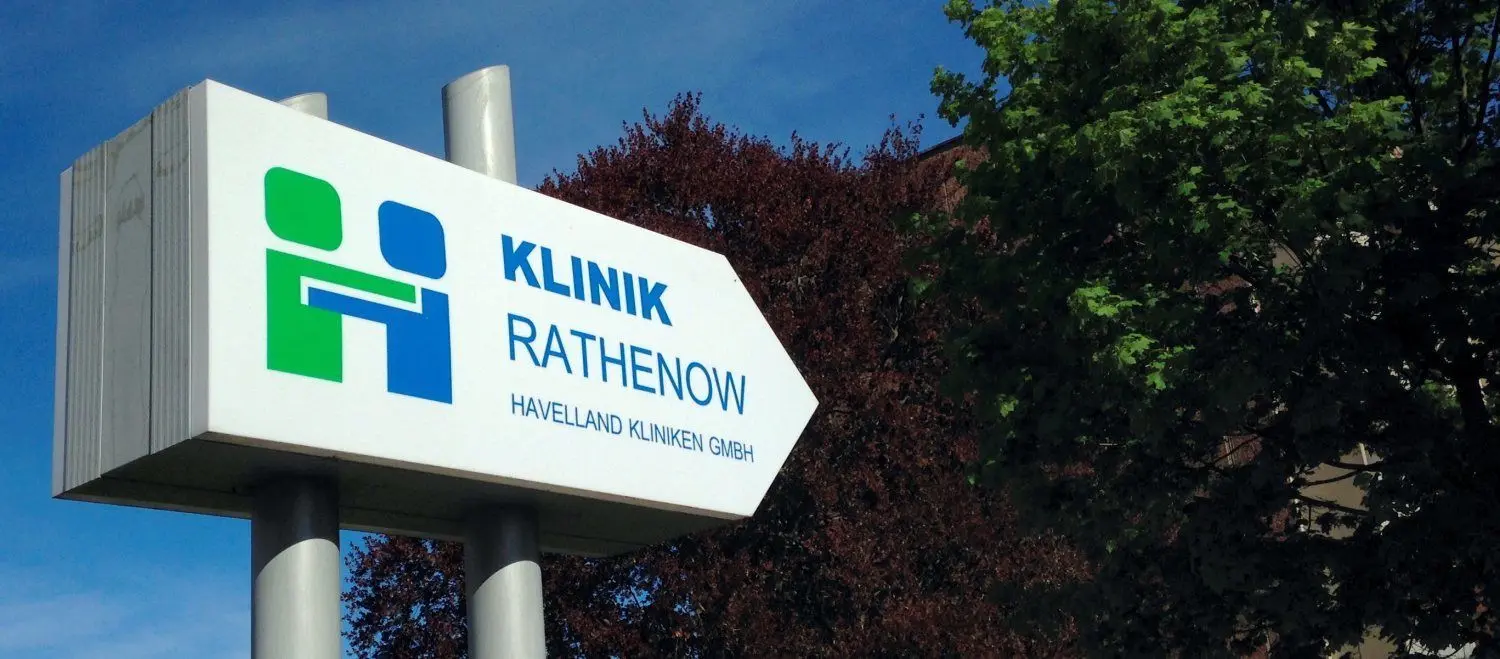 KLINIK
RATHENOW
HAVELLAND KLINIKEN GMBH